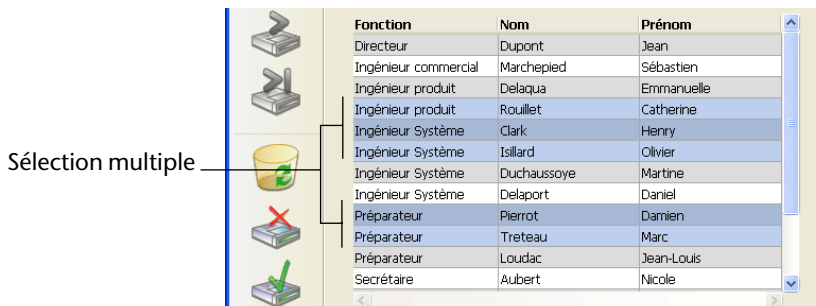 Fonction Nom Prénom
Directeur Dupont Jean
Ingénieur commercial Marchepied Sébastien
Ingénieur produit Delaqua Emmanuelle
Ingénieur produit Rouillet Catherine
Ingénieur Système Clark Henry
Ingénieur Système Isillard Olivier
Sélection multiple
Ingénieur Système Duchaussoye Martine
Ingénieur Système Delaport Daniel
Préparateur Pierrot Damien
Préparateur Treteau Marc
Préparateur Loudac Jean-Louis
Secrétaire Aubert Nicole